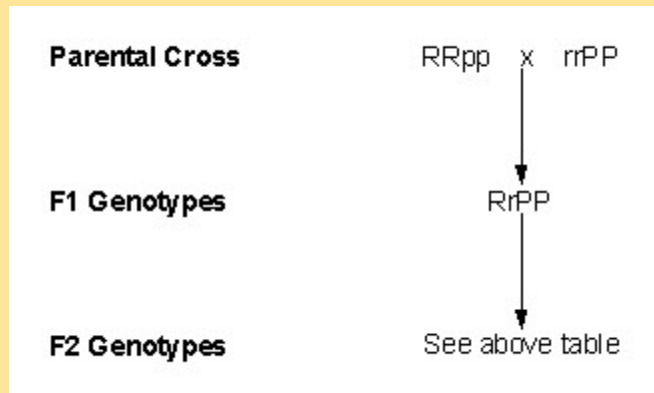 Parental Cross RRpp x rrPP
F1 Genotypes RrPP
F2 Genotypes See above table